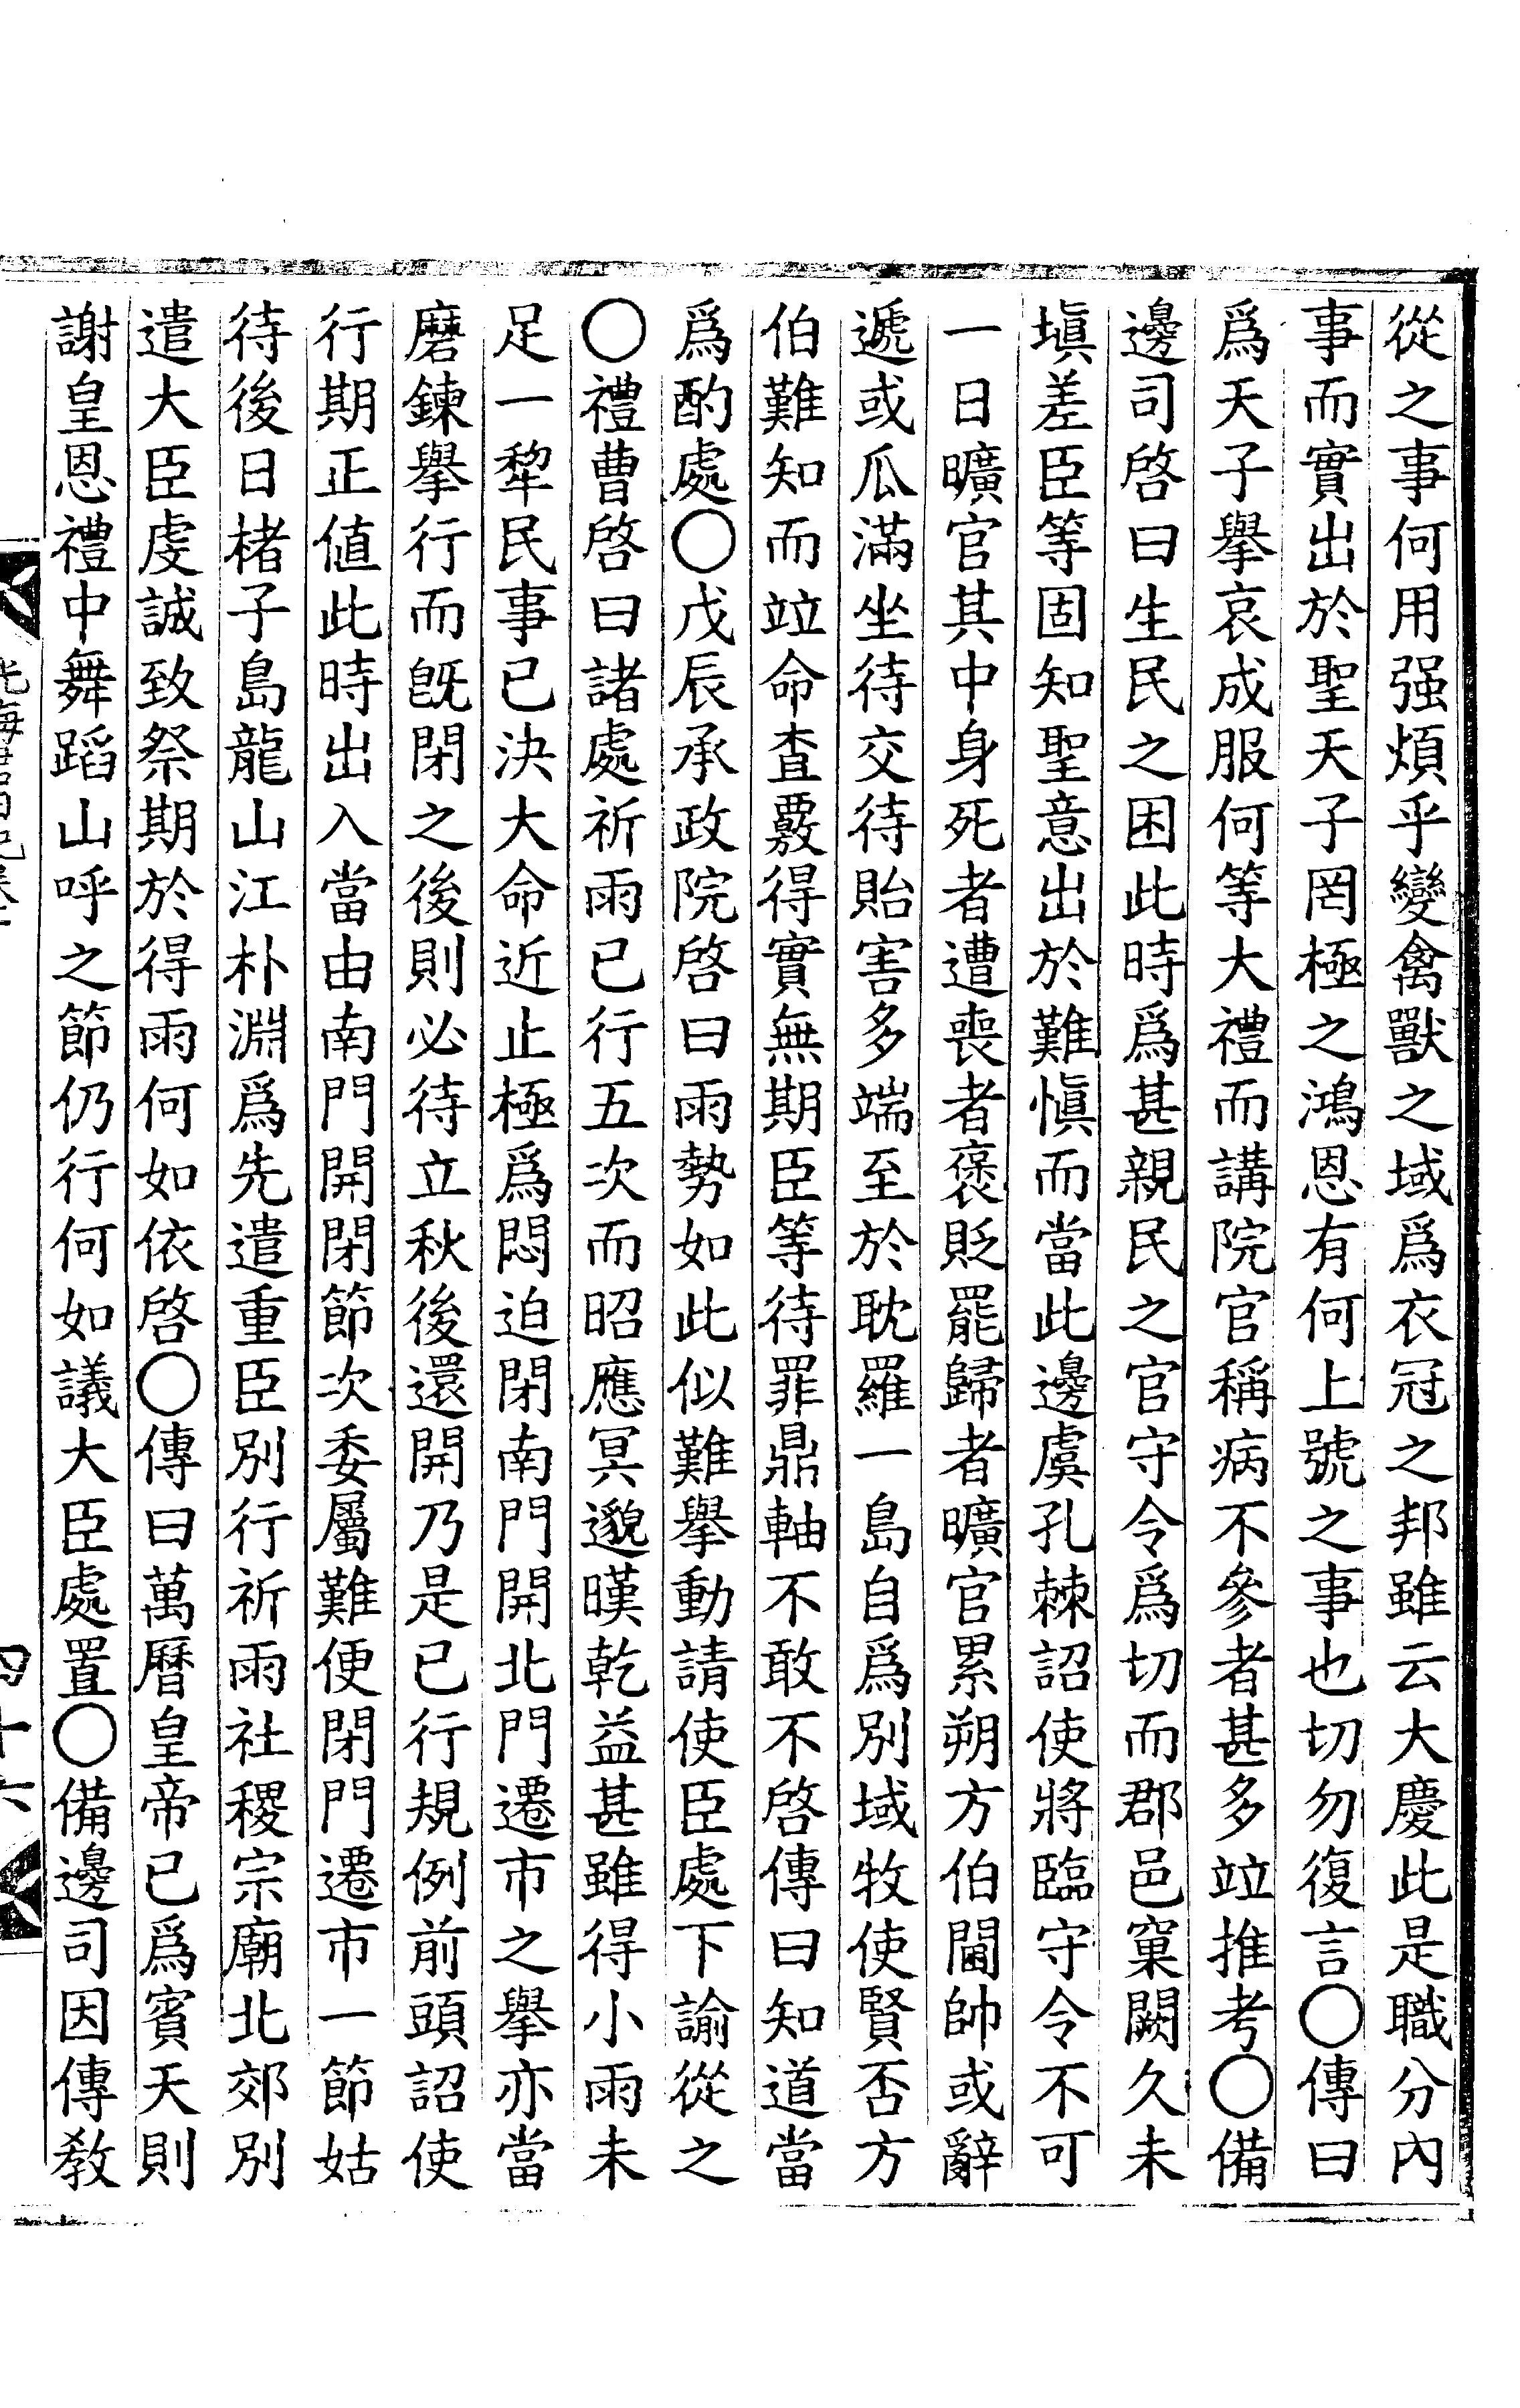 從之事何用强煩乎變禽獸之域爲衣冠之邦雖云大慶此是職分內
事而實出於聖天子罔極之鴻恩有何上號之事也切勿復言○傳曰
爲天子擧哀成服何等大禮而講院官稱病不參者甚多竝推考○備
邊司啓曰生民之困此時爲甚親民之官守令爲切而郡邑窠闕久未
塡差臣等固知聖意出於難愼而當此邊虞孔棘詔使將臨守令不可
一日曠官其中身死者遭喪者褒貶罷歸者曠官累朔方伯閫帥或辭
遞或瓜滿坐待交待貽害多端至於耽羅一島自爲別域牧使賢否方
伯難知而竝命査覈得實無期臣等待罪鼎軸不敢不啓傳曰知道當
爲酌處○戊辰承政院啓曰雨勢如此似難擧動請使臣處下諭從之
○禮曹啓曰諸處祈雨已行五次而昭應冥邈暵乾益甚雖得小雨未
足一犂民事已決大命近止極爲悶迫閉南門開北門遷市之擧亦當
磨鍊擧行而旣閉之後則必待立秋後還開乃是已行規例前頭詔使
行期正値此時出入當由南門開閉節次委屬難便閉門遷市一節姑
待後日楮子島龍山江朴淵爲先遣重臣別行祈雨社稷宗廟北郊別
遣大臣虔誠致祭期於得雨何如依啓○傳曰萬曆皇帝已爲賓天則
謝皇恩禮中舞蹈山呼之節仍行何如議大臣處置○備邊司因傳敎
四十六